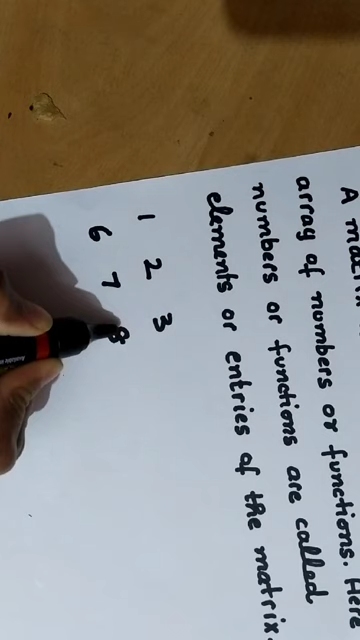 A
array of numbers or functions. Here
numbers or functions are called
elements or entries of the matrix.
1 2 3
6 7 8